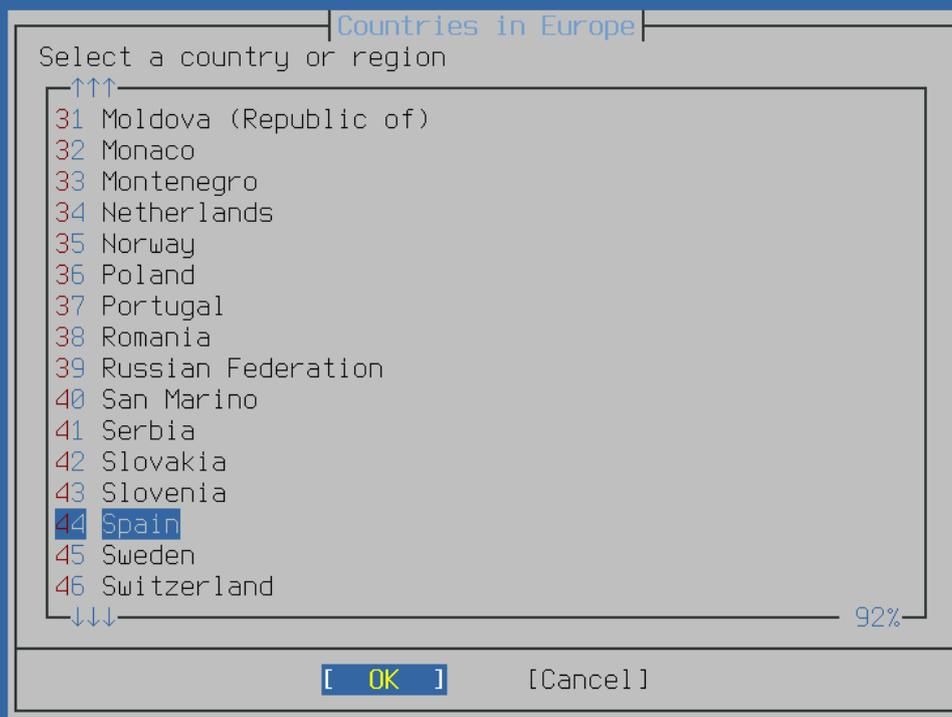 Countries in Europe
Select a country or region
↑↑↑
31 Moldova (Republic of)
32 Monaco
33 Montenegro
34 Netherlands
35 Norway
36 Poland
37 Portugal
38 Romania
39 Russian Federation
40 San Marino
41 Serbia
42 Slovakia
43 Slovenia
44 Spain
45 Sweden
46 Switzerland
↓↓↓ 92%
[ OK ] [Cancel]